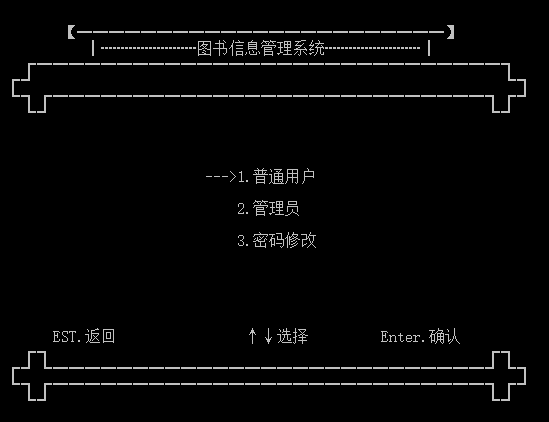 图书信息管理系统
--->1.普通用户
2.管理员
3.密码修改
EST.返回 ↑↓选择 Enter.确认